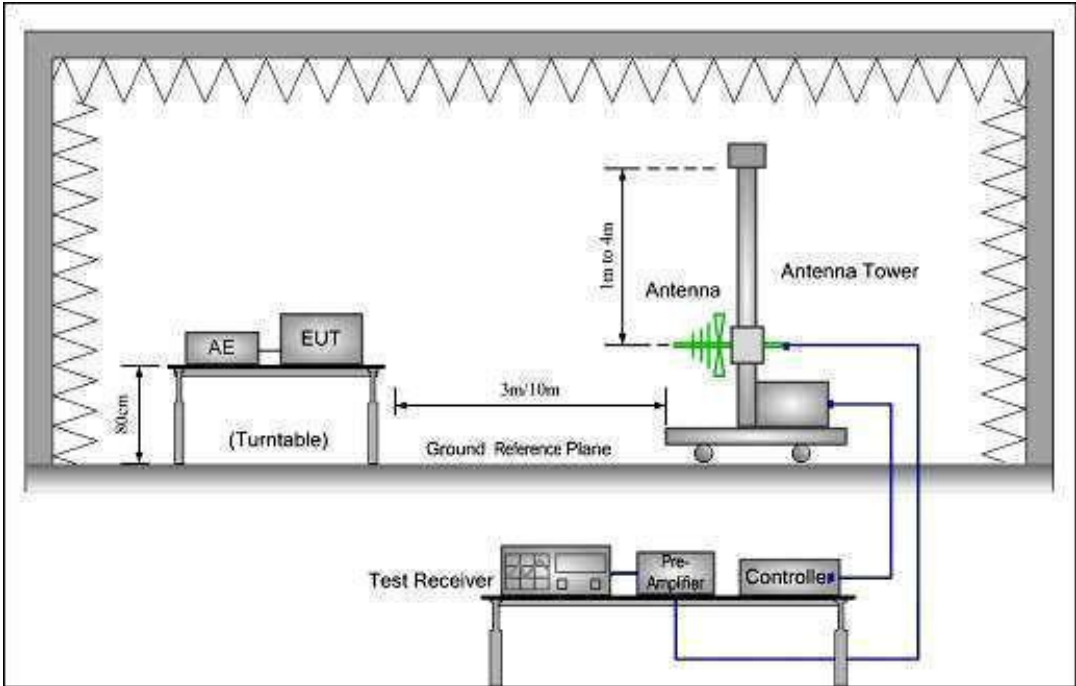 1m to 4m
Antenna Tower
Antenna
EUT
AE
3m/10m
80cm
(Turntable)
Ground Reference Plane
Test Receiver
Pre-
Amplifier
Controller